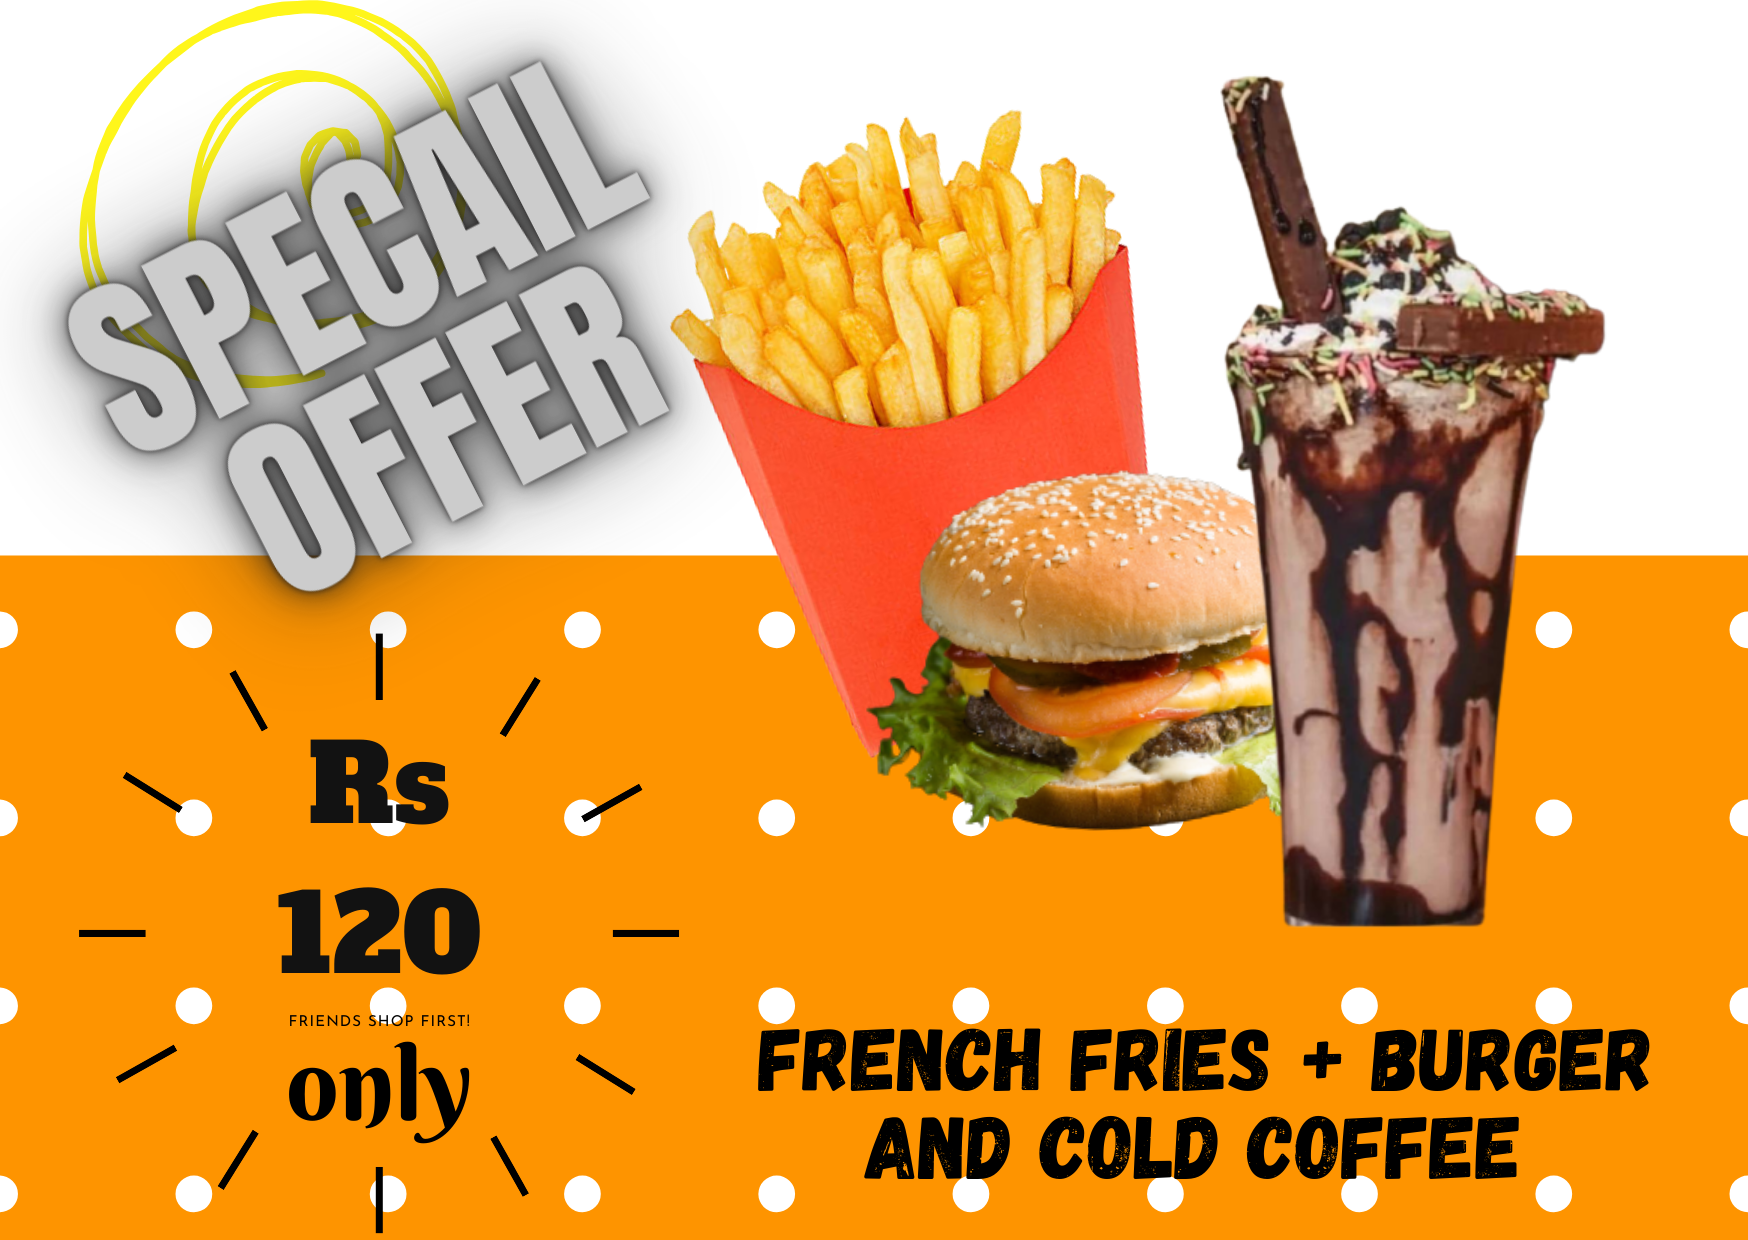 SPECAIL
OFFER
Rs
120
FRIENDS SHOP FIRST!
only
FRENCH FRIES + BURGER
AND COLD COFFEE